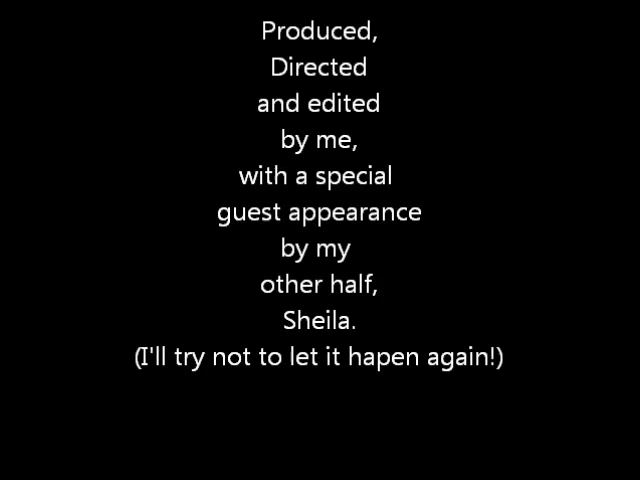 Produced,
Directed
and edited
by me,
with a special
guest appearance
by my
other half,
Sheila.
(I'll try not to let it hapen again!)